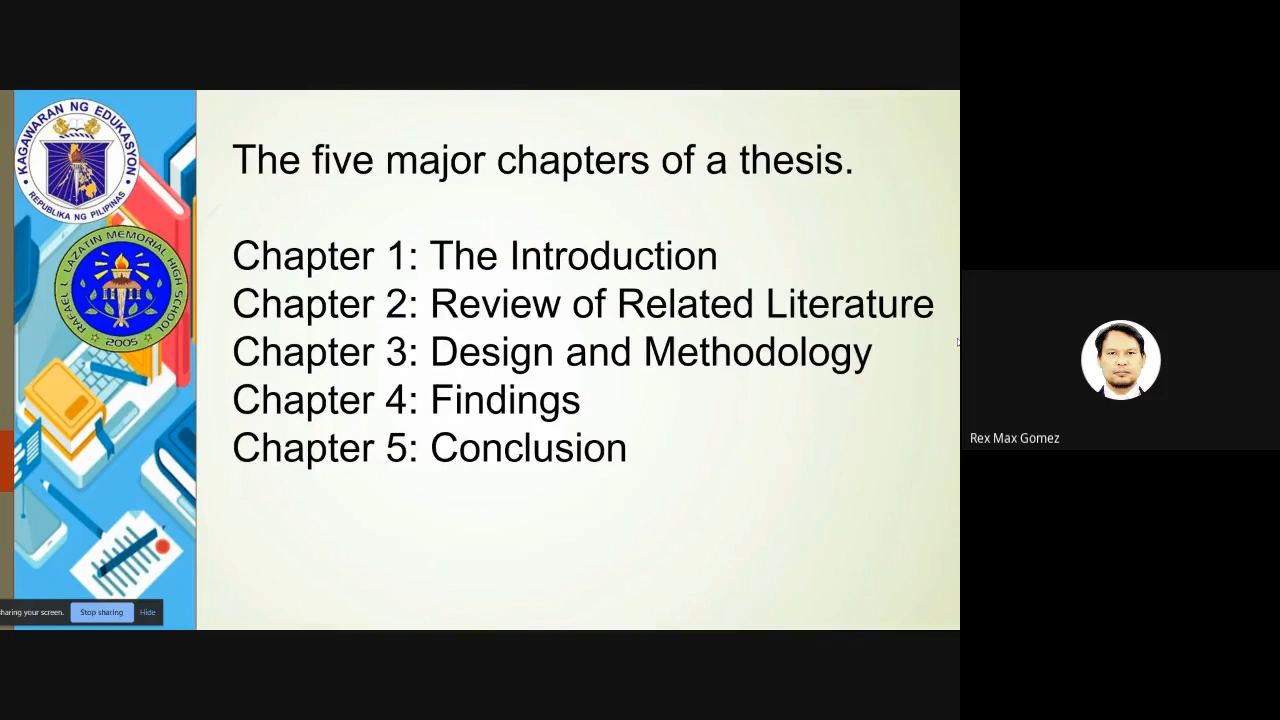 KAGAWARAN NG EDUKASYON
REPUBLIKA NG PILIPINAS
RAFAEL L. LAZATIN MEMORIAL HIGH SCHOOL
2005
The five major chapters of a thesis.
Chapter 1: The Introduction
Chapter 2: Review of Related Literature
Chapter 3: Design and Methodology
Chapter 4: Findings
Chapter 5: Conclusion
Rex Max Gomez
haring your screen. Stop sharing Hide